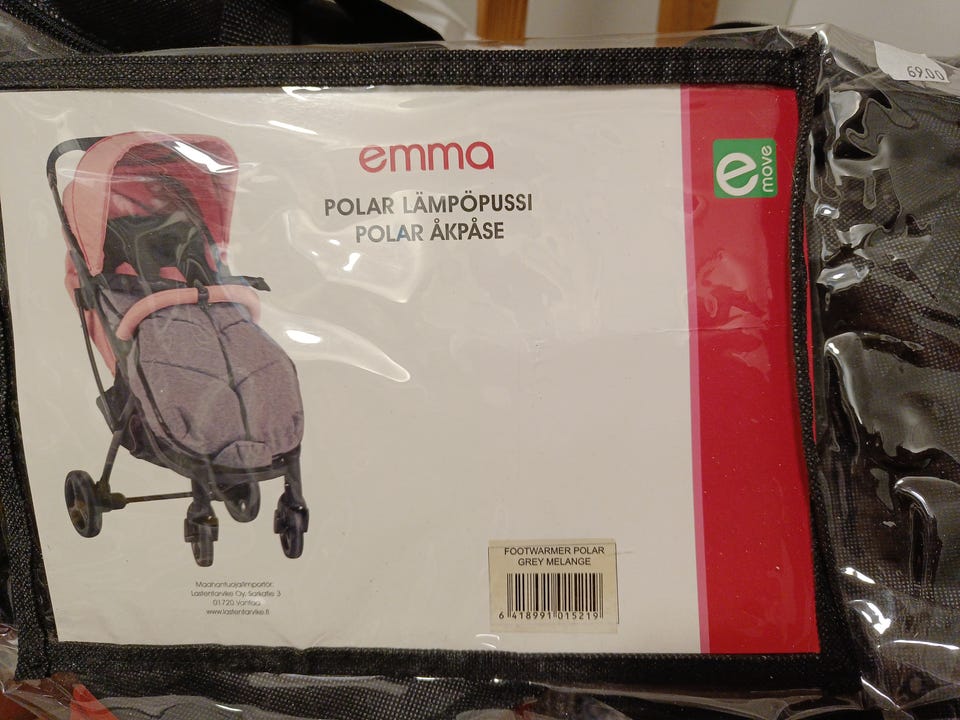 69.00
emma
e move
POLAR LÄMPÖPUSSI
POLAR ÅKPÅSE
FOOTWARMER POLAR
GREY MELANGE
6 418991 015219
Maahantuoja/Importör:
Lastentarvike Oy, Sarkatie 3
01720 Vantaa
www.lastentarvike.fi